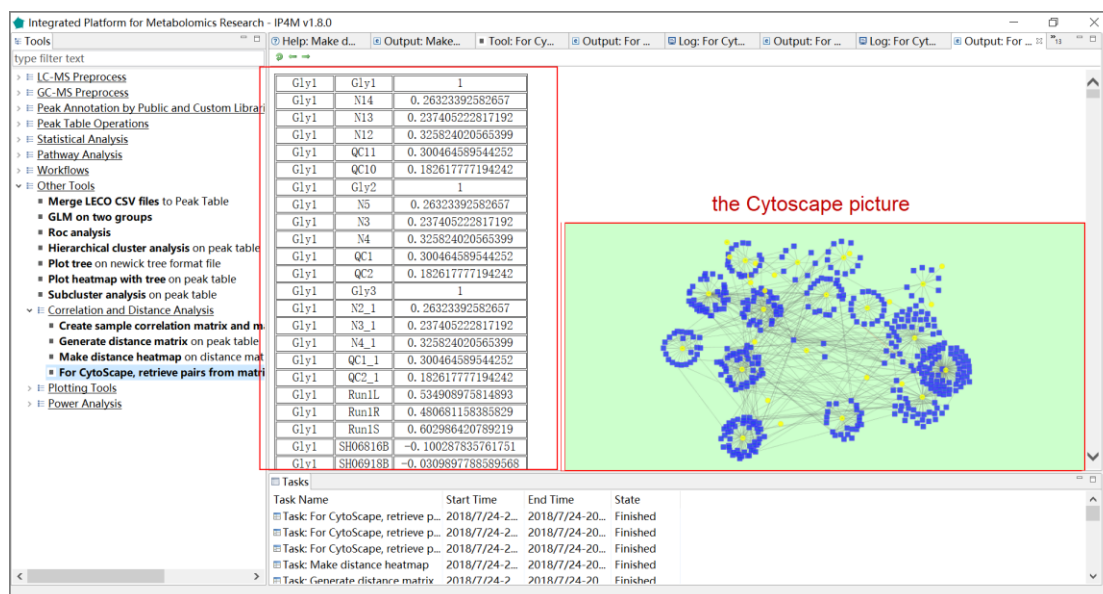 Integrated Platform for Metabolomics Research - IP4M v1.8.0
Tools
Help: Make d... Output: Make... Tool: For Cy... Output: For ... Log: For Cyt... Output: For ... Log: For Cyt... Output: For ... 13
type filter text
LC-MS Preprocess
GC-MS Preprocess
Peak Annotation by Public and Custom Librari
Peak Table Operations
Statistical Analysis
Pathway Analysis
Workflows
Other Tools
Merge LECO CSV files to Peak Table
GLM on two groups
Roc analysis
Hierarchical cluster analysis on peak table
Plot tree on newick tree format file
Plot heatmap with tree on peak table
Subcluster analysis on peak table
Correlation and Distance Analysis
Create sample correlation matrix and m
Generate distance matrix on peak table
Make distance heatmap on distance mat
For CytoScape, retrieve pairs from matri
Plotting Tools
Power Analysis
Gly1 Gly1 1
Gly1 N14 0.26323392582657
Gly1 N13 0.237405222817192
Gly1 N12 0.325824020565399
Gly1 QC11 0.300464589544252
Gly1 QC10 0.182617777194242
Gly1 Gly2 1
Gly1 N5 0.26323392582657
Gly1 N3 0.237405222817192
Gly1 N4 0.325824020565399
Gly1 QC1 0.300464589544252
Gly1 QC2 0.182617777194242
Gly1 Gly3 1
Gly1 N2_1 0.26323392582657
Gly1 N3_1 0.237405222817192
Gly1 N4_1 0.325824020565399
Gly1 QC1_1 0.300464589544252
Gly1 QC2_1 0.182617777194242
Gly1 Run1L 0.534908975814893
Gly1 Run1R 0.480681158385829
Gly1 Run1S 0.602986420789219
Gly1 SH06816B -0.100287835761751
Gly1 SH06918B -0.0309897788589568
the Cytoscape picture
Tasks
Task Name Start Time End Time State
Task: For CytoScape, retrieve p... 2018/7/24-2... 2018/7/24-20... Finished
Task: For CytoScape, retrieve p... 2018/7/24-2... 2018/7/24-20... Finished
Task: For CytoScape, retrieve p... 2018/7/24-2... 2018/7/24-20... Finished
Task: Make distance heatmap 2018/7/24-2... 2018/7/24-20... Finished
Task: Generate distance matrix 2018/7/24-2 2018/7/24-20 Finished